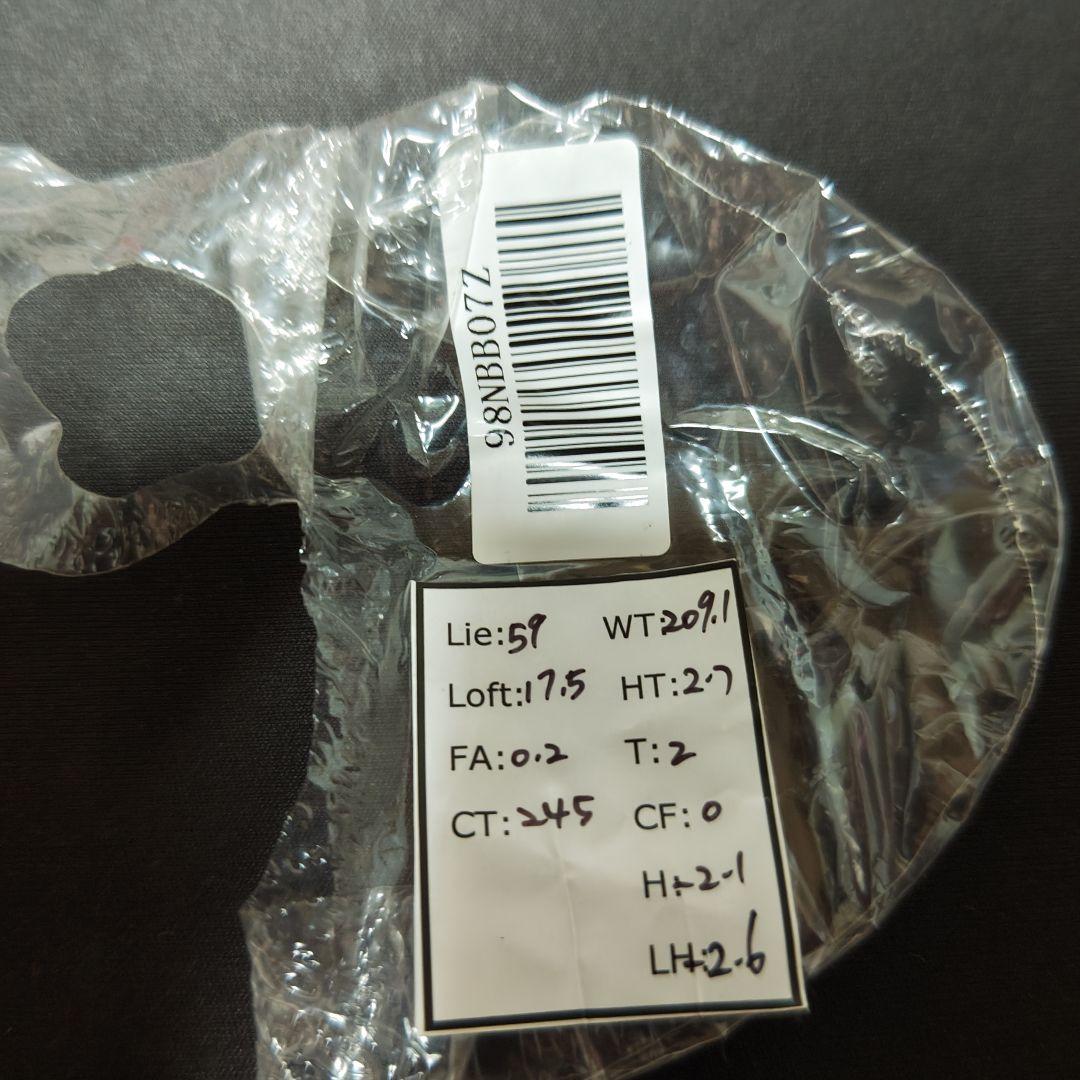 98NBB07Z
Lie:59 WT:209.1
Loft:17.5 HT:2.7
FA:0.2 T:2
CT:245 CF:0
H:-2.1
LH:-2.6